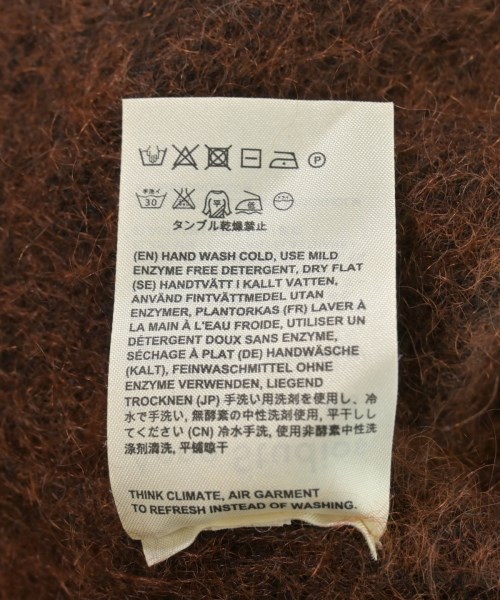 P
手洗イ
30
平
低
タンブル乾燥禁止
(EN) HAND WASH COLD, USE MILD
ENZYME FREE DETERGENT, DRY FLAT
(SE) HANDTVÄTT I KALLT VATTEN,
ANVÄND FINTVÄTTMEDEL UTAN
ENZYMER, PLANTORKAS (FR) LAVER À
LA MAIN À L'EAU FROIDE, UTILISER UN
DÉTERGENT DOUX SANS ENZYME,
SÉCHAGE À PLAT (DE) HANDWÄSCHE
(KALT), FEINWASCHMITTEL OHNE
ENZYME VERWENDEN, LIEGEND
TROCKNEN (JP) 手洗い用洗剤を使用し、冷
水で手洗い, 無酵素の中性洗剤使用, 平干しし
てください (CN) 冷水手洗, 使用非酵素中性洗
涤剂清洗, 平铺晾干
THINK CLIMATE, AIR GARMENT
TO REFRESH INSTEAD OF WASHING.